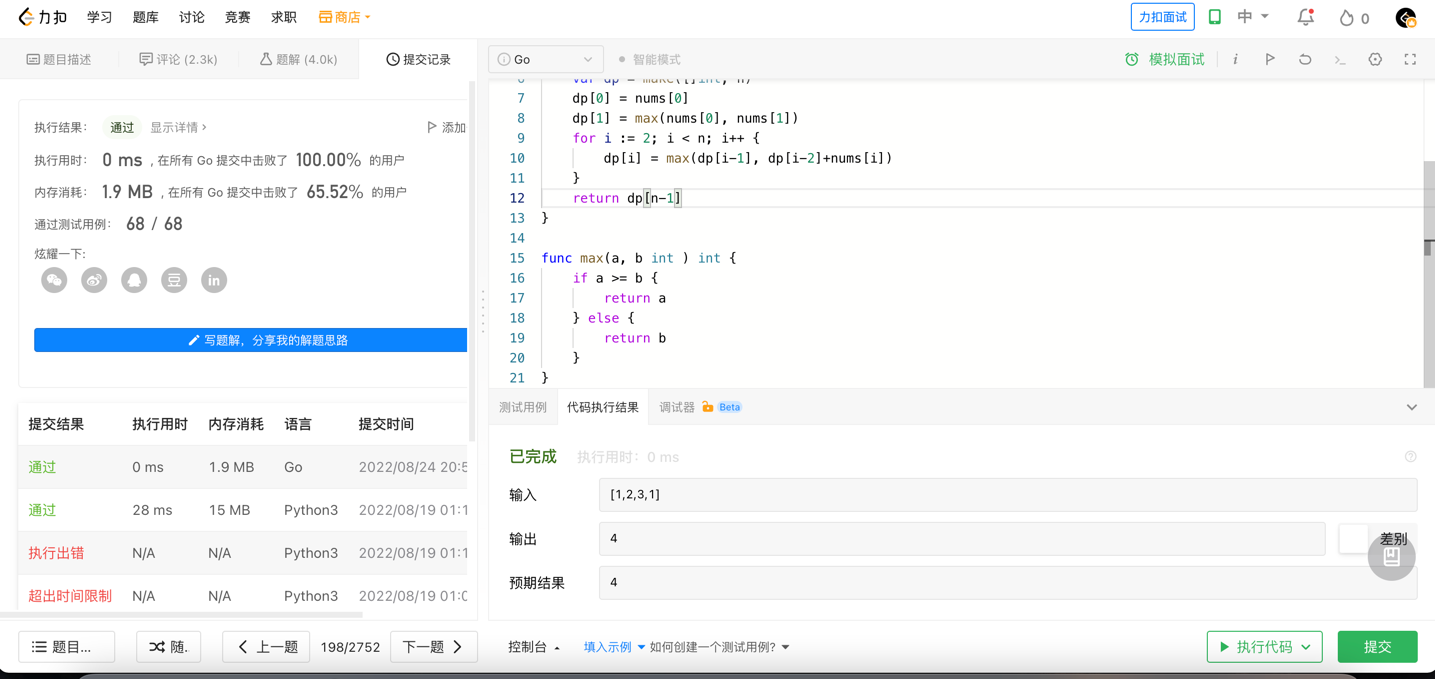 力扣 学习 题库 讨论 竞赛 求职 商店 力扣面试 中 0
题目描述 评论 (2.3k) 题解 (4.0k) 提交记录
执行结果： 通过 显示详情 › 添加
执行用时： 0 ms , 在所有 Go 提交中击败了 100.00% 的用户
内存消耗： 1.9 MB , 在所有 Go 提交中击败了 65.52% 的用户
通过测试用例： 68 / 68
炫耀一下:
豆 in
写题解，分享我的解题思路
提交结果 执行用时 内存消耗 语言 提交时间
通过 0 ms 1.9 MB Go 2022/08/24 20:5
通过 28 ms 15 MB Python3 2022/08/19 01:1
执行出错 N/A N/A Python3 2022/08/19 01:1
超出时间限制 N/A N/A Python3 2022/08/19 01:0
题目... 随. 上一题 198/2752 下一题
i Go 智能模式 模拟面试 i
6 var dp = make([]int, n)
7 dp[0] = nums[0]
8 dp[1] = max(nums[0], nums[1])
9 for i := 2; i < n; i++ {
10 dp[i] = max(dp[i-1], dp[i-2]+nums[i])
11 }
12 return dp[n-1]
13 }
14
15 func max(a, b int ) int {
16 if a >= b {
17 return a
18 } else {
19 return b
20 }
21 }
测试用例 代码执行结果 调试器 Beta
已完成 执行用时：0 ms
输入 [1,2,3,1]
输出 4 差别
预期结果 4
控制台 填入示例 如何创建一个测试用例? 执行代码 提交